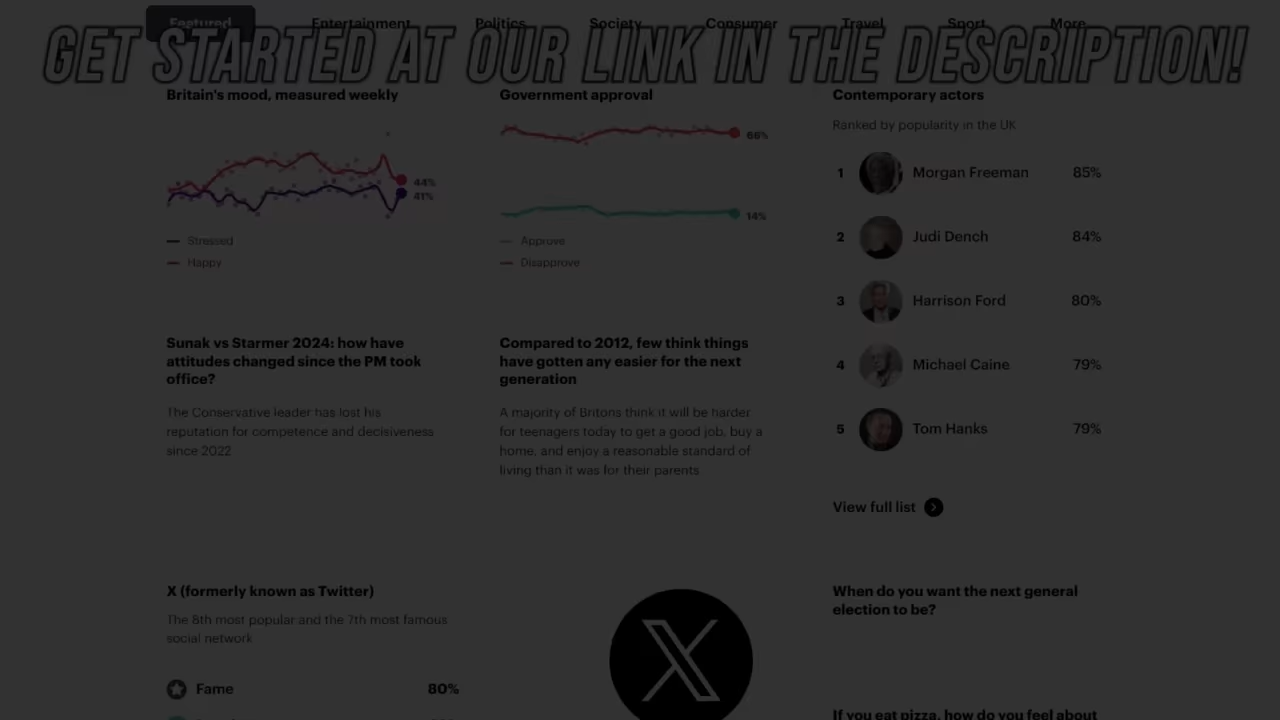 Featured
Entertainment
Politics
Society
Consumer
Travel
Sport
More
GET STARTED AT OUR LINK IN THE DESCRIPTION!
Britain's mood, measured weekly
44%
41%
Stressed
Happy
Government approval
66%
14%
Approve
Disapprove
Contemporary actors
Ranked by popularity in the UK
1 Morgan Freeman 85%
2 Judi Dench 84%
3 Harrison Ford 80%
4 Michael Caine 79%
5 Tom Hanks 79%
View full list
Sunak vs Starmer 2024: how have
attitudes changed since the PM took
office?
The Conservative leader has lost his
reputation for competence and decisiveness
since 2022
Compared to 2012, few think things
have gotten any easier for the next
generation
A majority of Britons think it will be harder
for teenagers today to get a good job, buy a
home, and enjoy a reasonable standard of
living than it was for their parents
X (formerly known as Twitter)
The 8th most popular and the 7th most famous
social network
Fame 80%
X
When do you want the next general
election to be?
If you eat pizza, how do you feel about